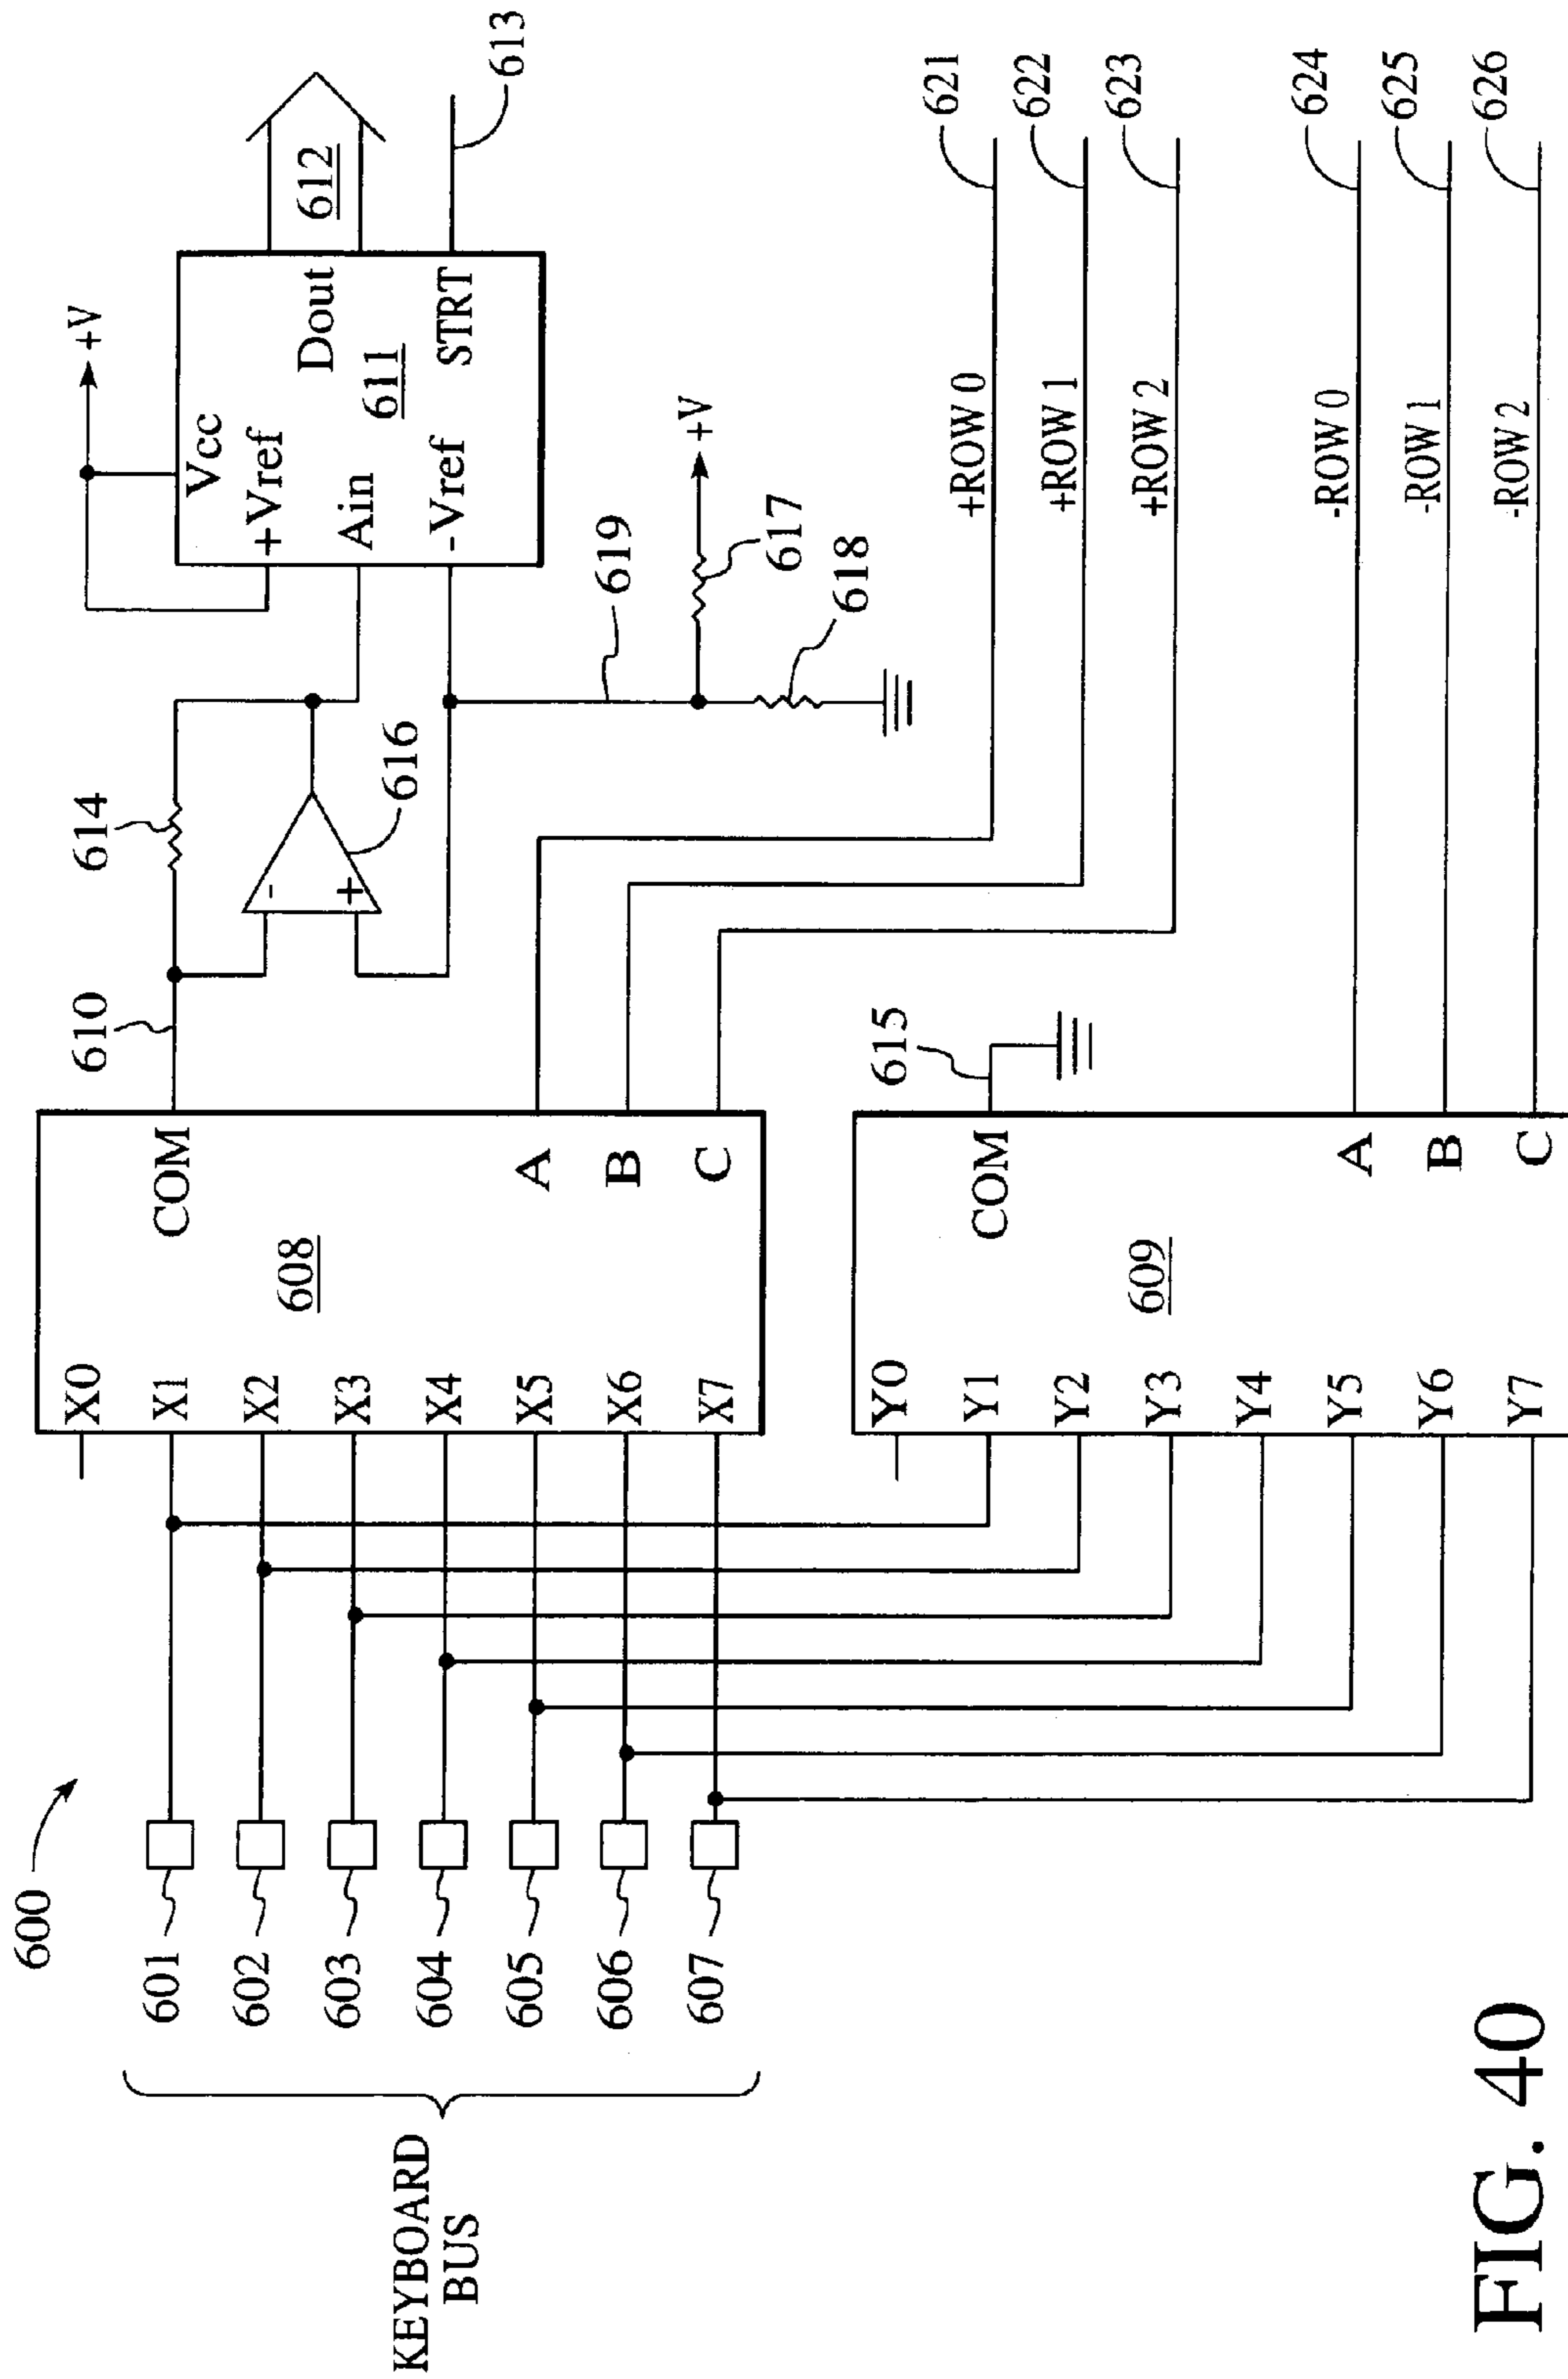 600
KEYBOARD
BUS
601
602
603
604
605
606
607
X0
X1
X2
X3
X4
X5
X6
X7
608
COM
A
B
C
Y0
Y1
Y2
Y3
Y4
Y5
Y6
Y7
609
COM
A
B
C
610
614
616
615
+
-
Vcc
+Vref
Ain
-Vref
611
Dout
STRT
+V
612
613
619
+V
617
618
+ROW 0
+ROW 1
+ROW 2
-ROW 0
-ROW 1
-ROW 2
621
622
623
624
625
626
FIG. 40